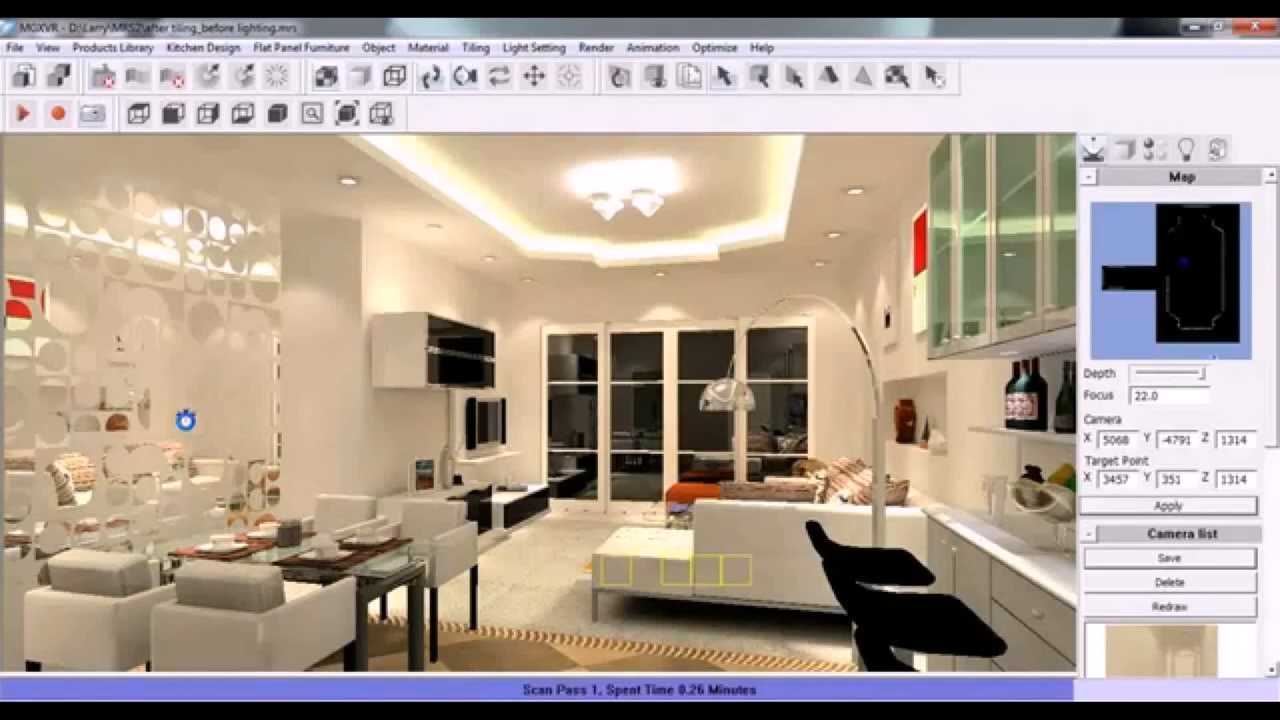 MGXVR - D:\Larry\MRS2\after tiling_before lighting.mrs
File View Products Library Kitchen Design Flat Panel Furniture Object Material Tiling Light Setting Render Animation Optimize Help
Map
Depth
Focus 22.0
Camera
X 5068 Y -4791 Z 1314
Target Point
X 3457 Y 351 Z 1314
Apply
Camera list
Save
Delete
Redraw
Scan Pass 1, Spent Time 0.26 Minutes